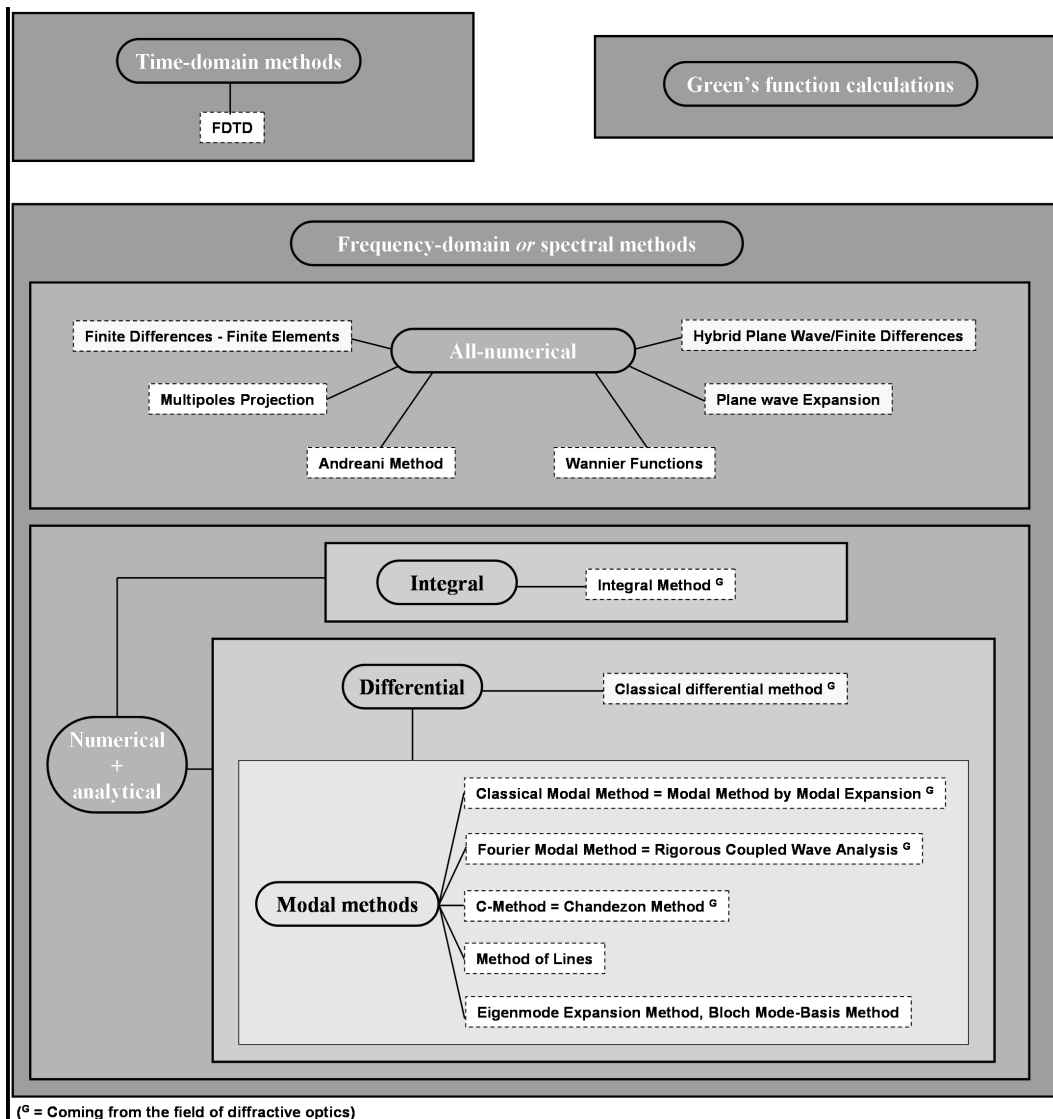 Time-domain methods
FDTD
Green's function calculations
Frequency-domain or spectral methods
Finite Differences - Finite Elements
All-numerical
Hybrid Plane Wave/Finite Differences
Multipoles Projection
Plane wave Expansion
Andreani Method
Wannier Functions
Integral
Integral Method ᴳ
Differential
Classical differential method ᴳ
Numerical
+
analytical
Classical Modal Method = Modal Method by Modal Expansion ᴳ
Fourier Modal Method = Rigorous Coupled Wave Analysis ᴳ
Modal methods
C-Method = Chandezon Method ᴳ
Method of Lines
Eigenmode Expansion Method, Bloch Mode-Basis Method
(ᴳ = Coming from the field of diffractive optics)